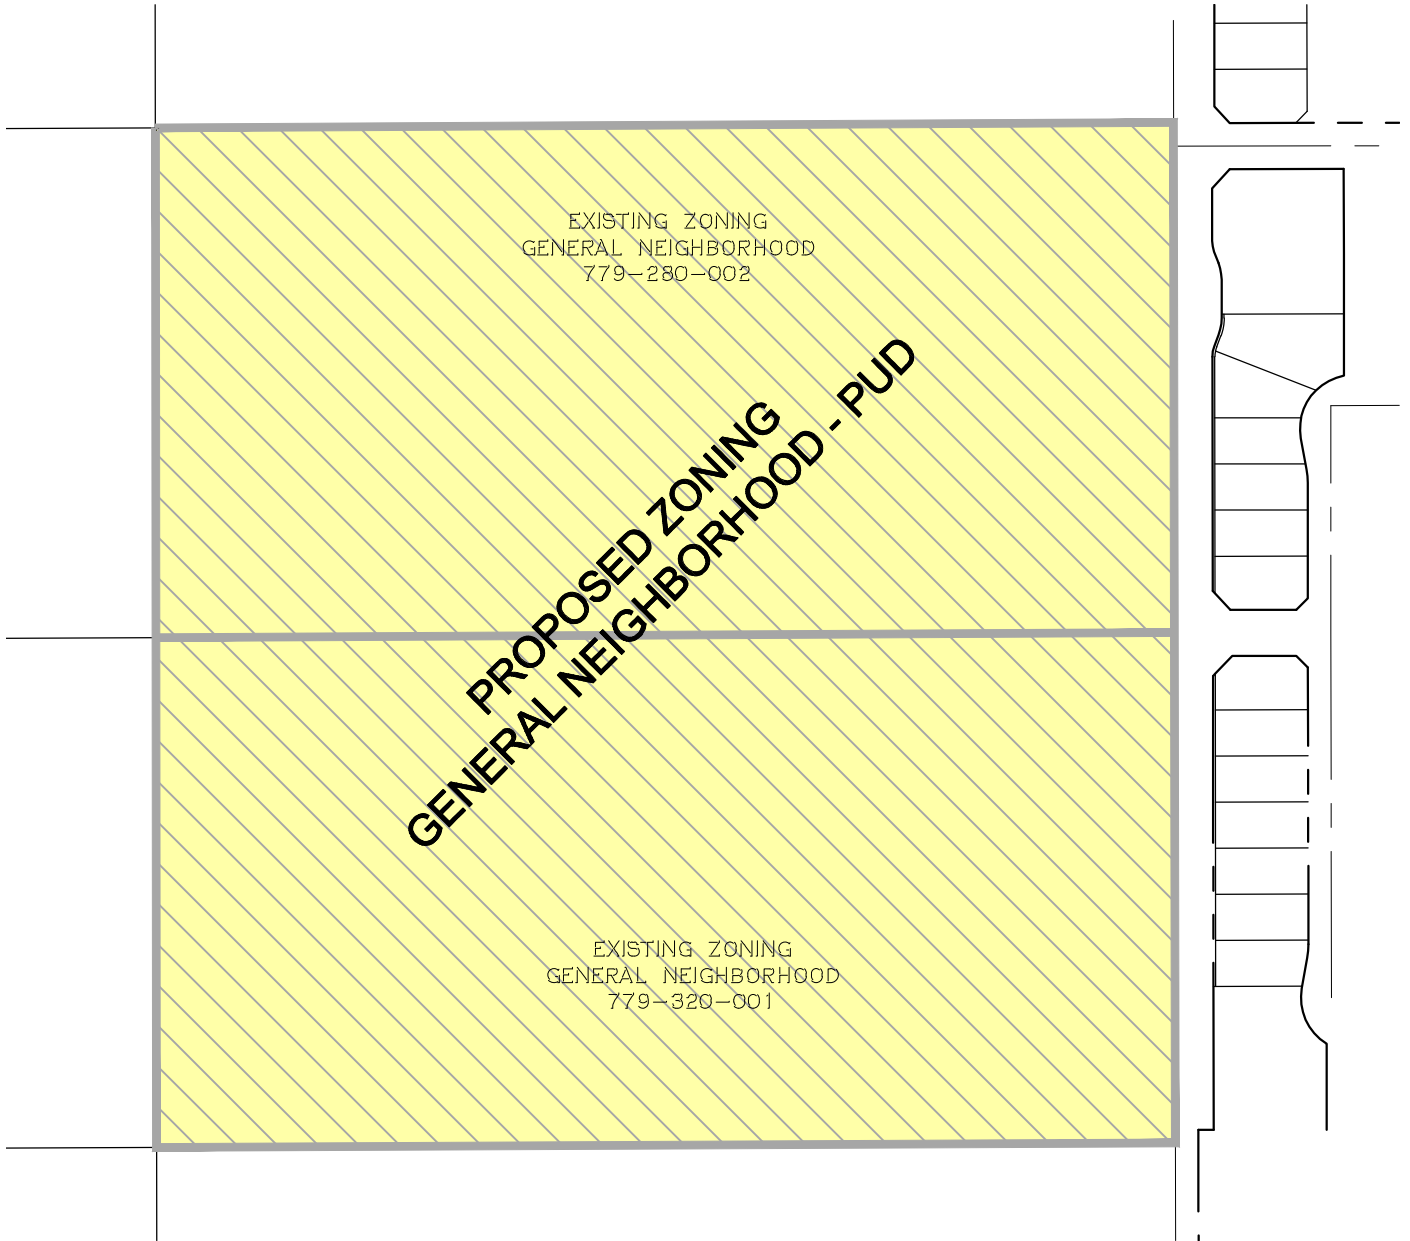 EXISTING ZONING
GENERAL NEIGHBORHOOD
779-280-002
PROPOSED ZONING
GENERAL NEIGHBORHOOD - PUD
EXISTING ZONING
GENERAL NEIGHBORHOOD
779-320-001